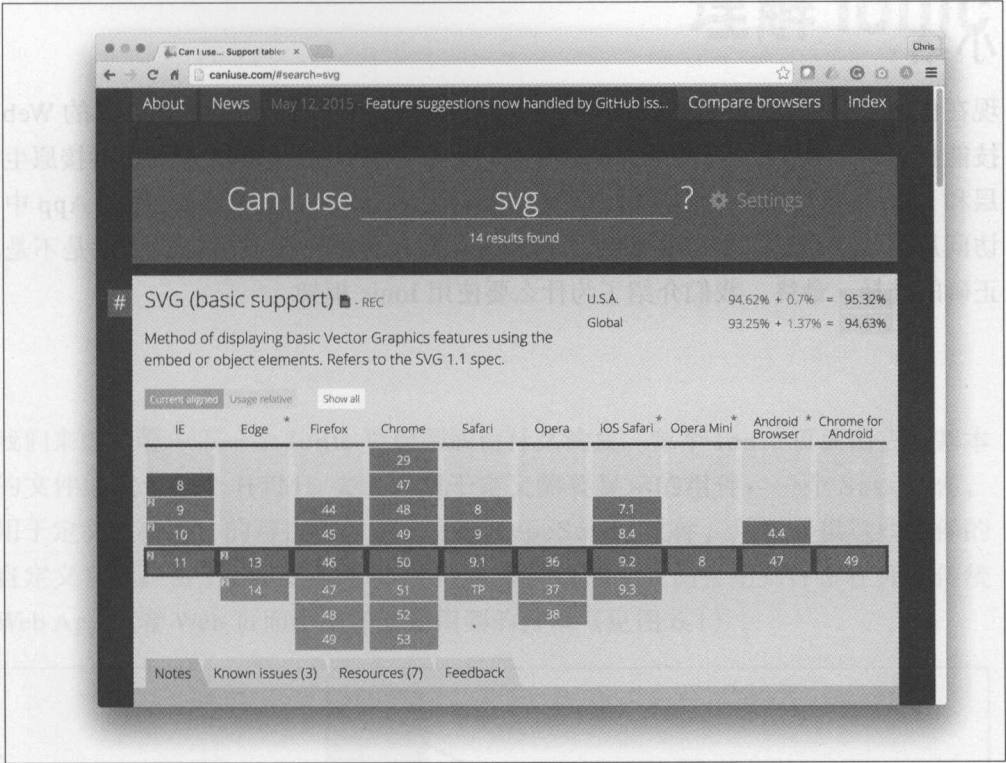 Can I use... Support tables ×
Chris
caniuse.com/#search=svg
About News May 12, 2015 - Feature suggestions now handled by GitHub iss... Compare browsers Index
Can I use svg ? Settings
14 results found
# SVG (basic support) - REC
U.S.A. 94.62% + 0.7% = 95.32%
Global 93.25% + 1.37% = 94.63%
Method of displaying basic Vector Graphics features using the
embed or object elements. Refers to the SVG 1.1 spec.
Current aligned Usage relative Show all
IE Edge * Firefox Chrome Safari Opera iOS Safari * Opera Mini * Android Browser * Chrome for Android
29
8 47
2 9 44 48 8 7.1
2 10 45 49 9 8.4 4.4
2 11 2 13 46 50 9.1 36 9.2 8 47 49
2 14 47 51 TP 37 9.3
48 52 38
49 53
Notes Known issues (3) Resources (7) Feedback